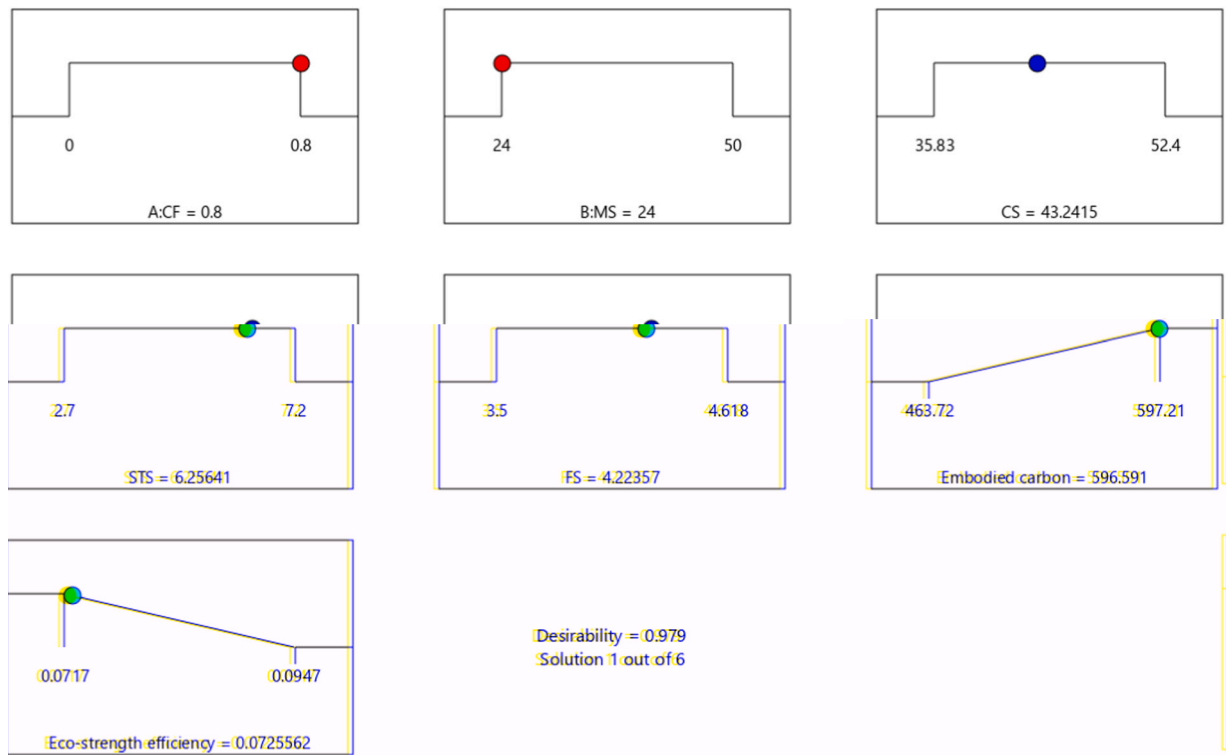 0 0.8
A:CF = 0.8
24 50
B:MS = 24
35.83 52.4
CS = 43.2415
2.7 7.2
STS = 6.25641
3.5 4.618
FS = 4.22357
463.72 597.21
Embodied carbon = 596.591
0.0717 0.0947
Eco-strength efficiency = 0.0725562
Desirability = 0.979
Solution 1 out of 6